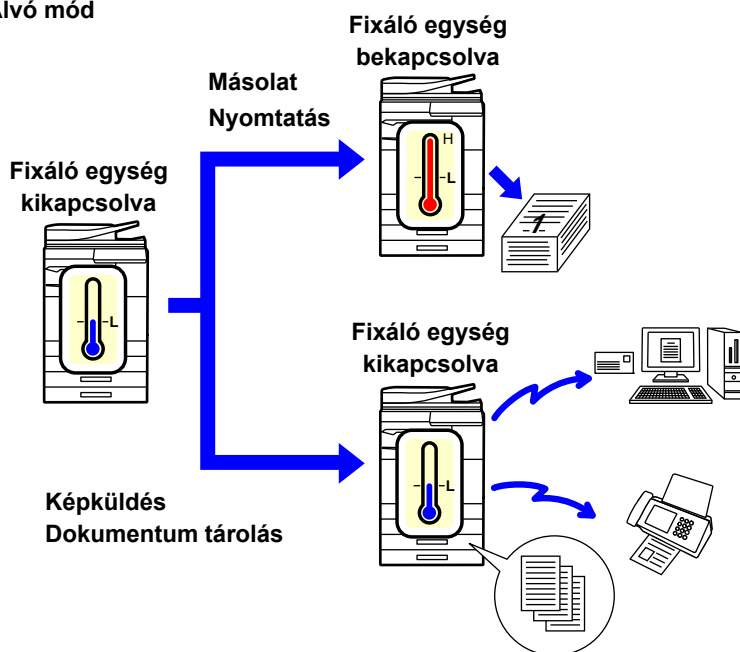 Alvó mód
Fixáló egység
bekapcsolva
Másolat
Nyomtatás
H
L
1
Fixáló egység
kikapcsolva
L
Fixáló egység
kikapcsolva
L
Képküldés
Dokumentum tárolás